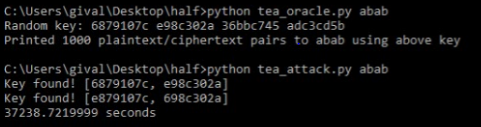 C:\Users\gival\Desktop\half>python tea_oracle.py abab
Random key: 6879107c e98c302a 36bbc745 adc3cd5b
Printed 1000 plaintext/ciphertext pairs to abab using above key
C:\Users\gival\Desktop\half>python tea_attack.py abab
Key found! [6879107c, e98c302a]
Key found! [e879107c, 698c302a]
37238.7219999 seconds